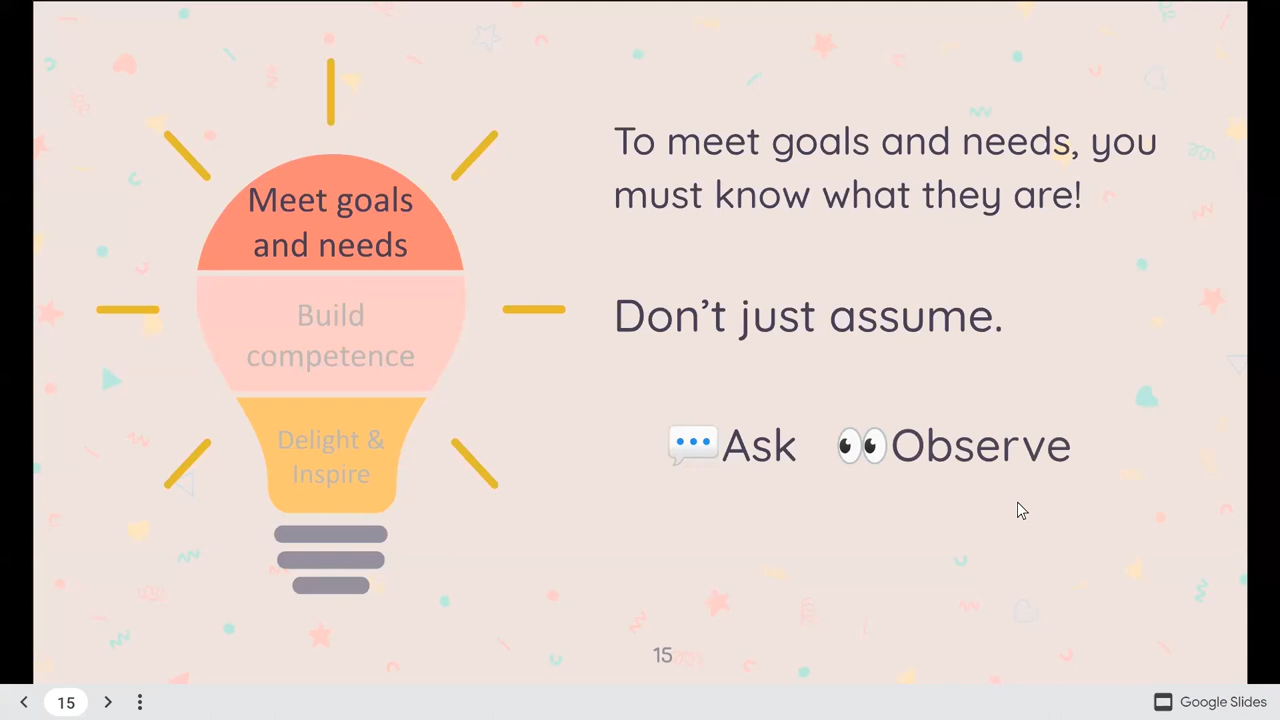 Meet goals
and needs
Build
competence
Delight &
Inspire
To meet goals and needs, you
must know what they are!
Don’t just assume.
Ask
Observe
15
15
Google Slides